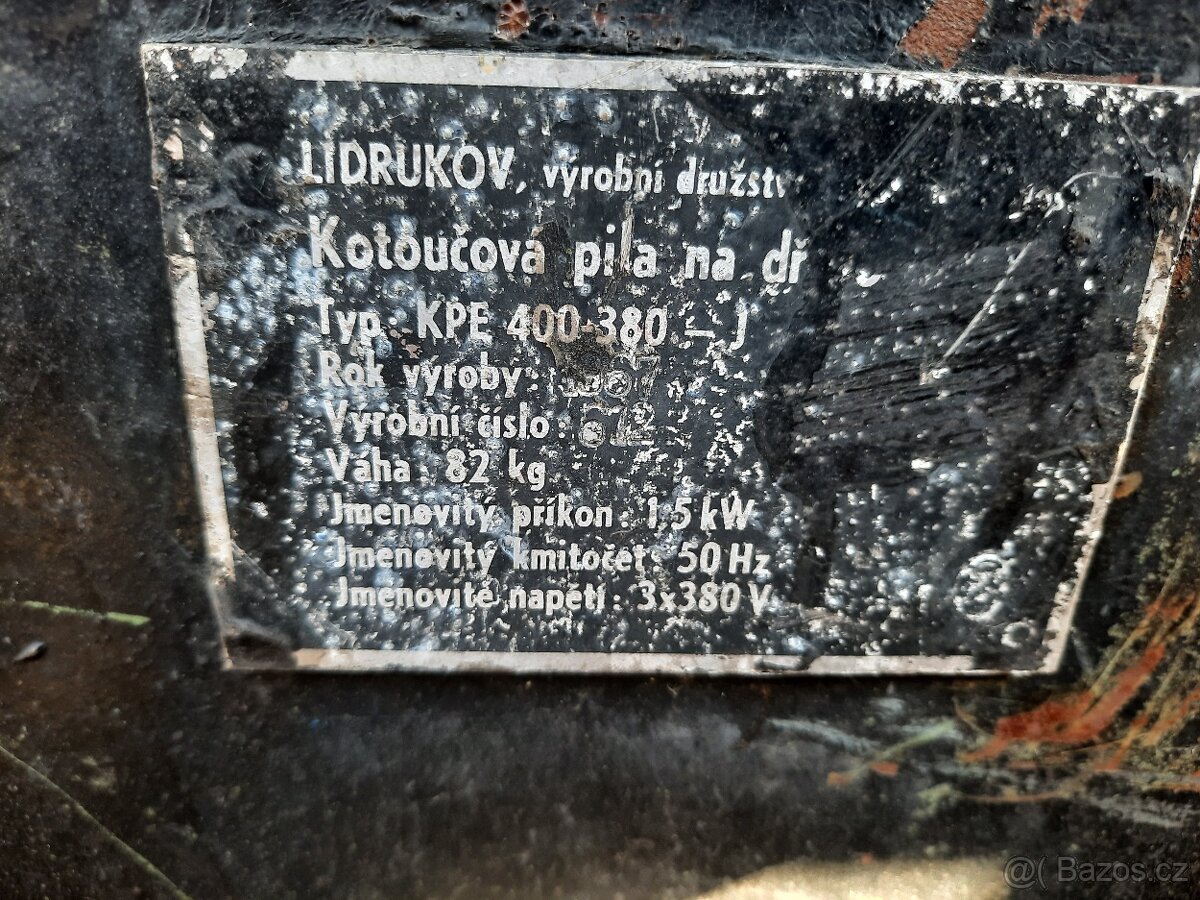 LIDRUKOV, výrobní družstv
Kotoučová pila na dř
Typ: KPE 400-380 - J
Rok výroby:
Výrobní číslo:
Váha: 82 kg
Jmenovitý príkon: 1,5 kW
Jmenovitý kmitočet: 50 Hz
Jmenovité napětí: 3x380 V
@( Bazos.cz